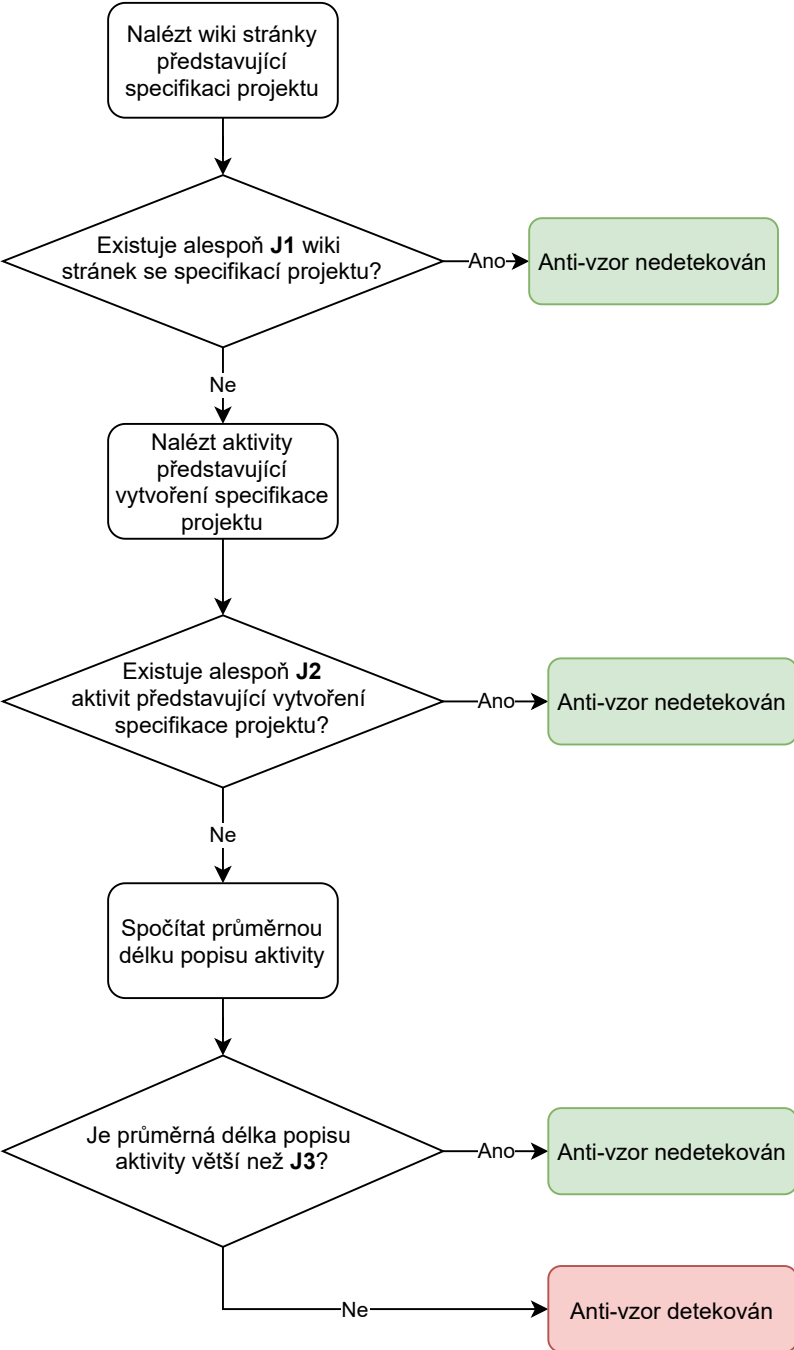 Nalézt wiki stránky
představující
specifikaci projektu
Existuje alespoň J1 wiki
stránek se specifikací projektu?
Ano
Anti-vzor nedetekován
Ne
Nalézt aktivity
představující
vytvoření specifikace
projektu
Existuje alespoň J2
aktivit představující vytvoření
specifikace projektu?
Ano
Anti-vzor nedetekován
Ne
Spočítat průměrnou
délku popisu aktivity
Je průměrná délka popisu
aktivity větší než J3?
Ano
Anti-vzor nedetekován
Ne
Anti-vzor detekován